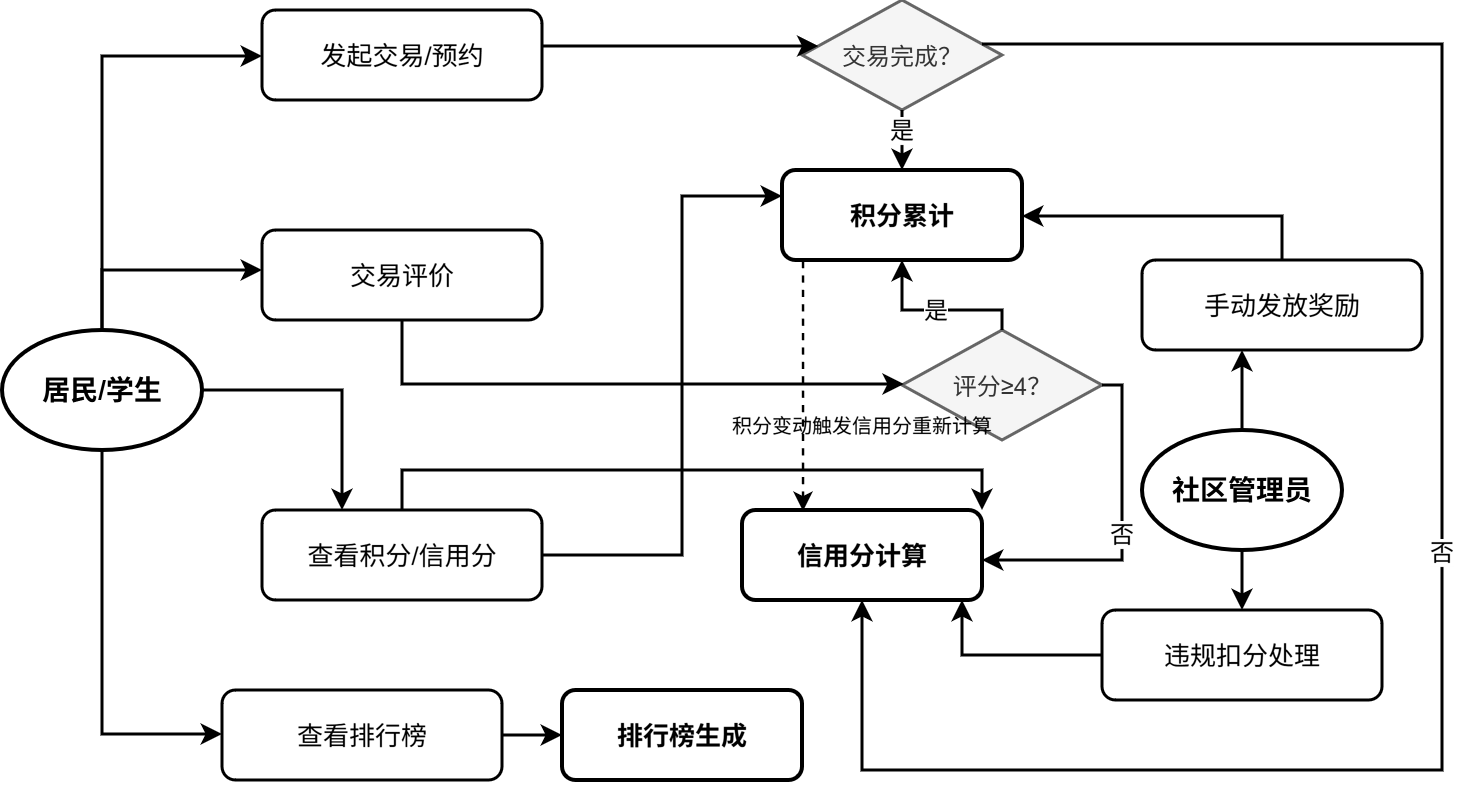 发起交易/预约
交易完成?
是
积分累计
交易评价
手动发放奖励
是
居民/学生
评分≥4?
积分变动触发信用分重新计算
社区管理员
否
否
查看积分/信用分
信用分计算
违规扣分处理
查看排行榜
排行榜生成